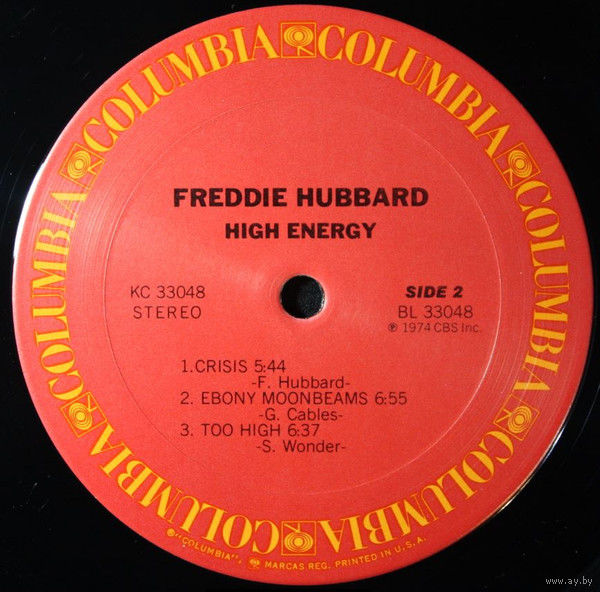 COLUMBIA COLUMBIA COLUMBIA COLUMBIA COLUMBIA COLUMBIA COLUMBIA COLUMBIA
FREDDIE HUBBARD
HIGH ENERGY
KC 33048
STEREO
SIDE 2
BL 33048
℗ 1974 CBS Inc.
1.CRISIS 5:44
-F. Hubbard-
2. EBONY MOONBEAMS 6:55
-G. Cables-
3. TOO HIGH 6:37
-S. Wonder-
®"COLUMBIA", MARCAS REG. PRINTED IN U.S.A.
www.ay.by